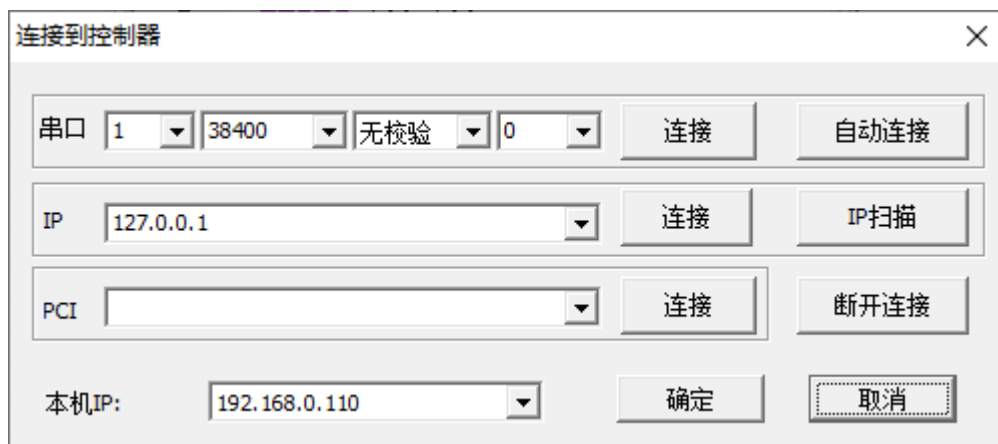 连接到控制器
串口 1 38400 无校验 0 连接 自动连接
IP 127.0.0.1 连接 IP扫描
PCI 连接 断开连接
本机IP: 192.168.0.110 确定 取消